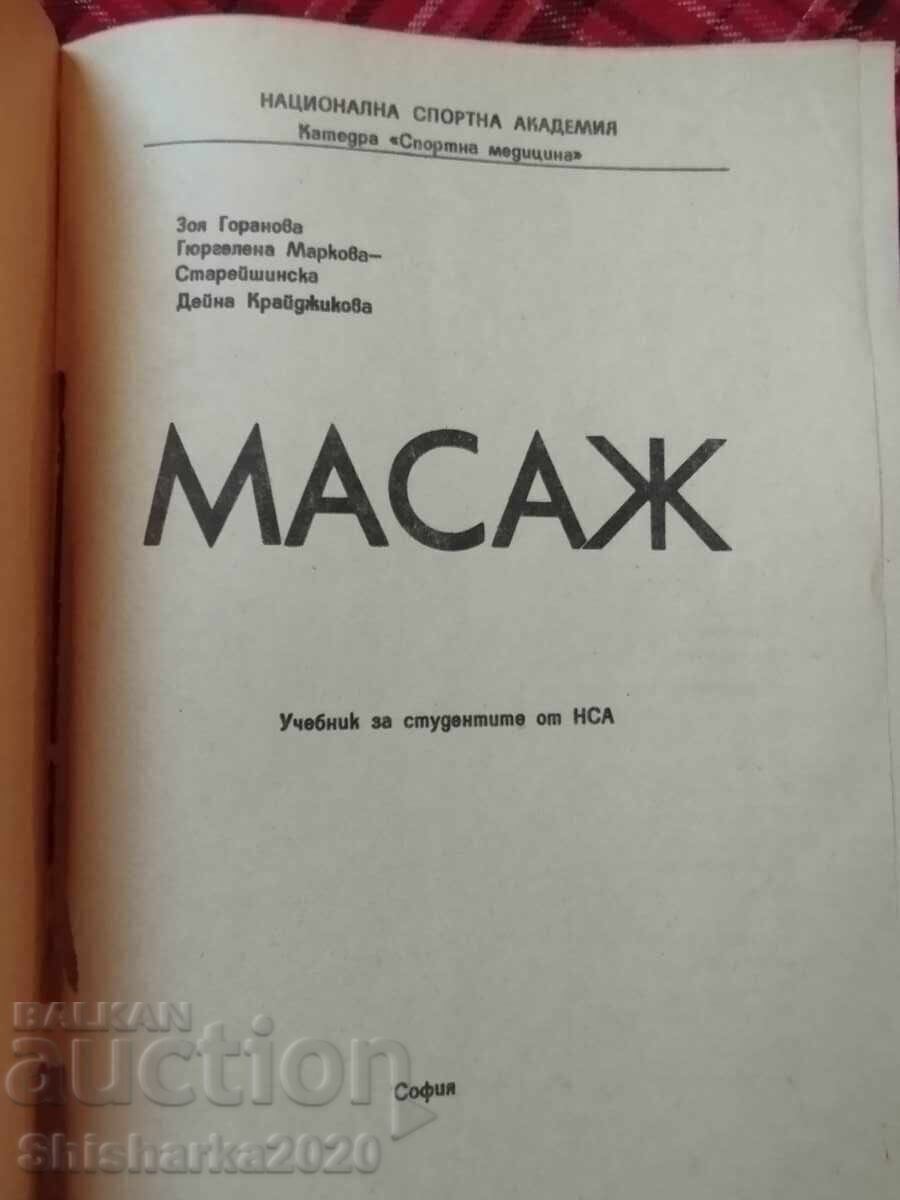 НАЦИОНАЛНА СПОРТНА АКАДЕМИЯ
Катедра «Спортна медицина»
Зоя Горанова
Гюргелена Маркова–
Старейшинска
Дейна Крайджикова
МАСАЖ
Учебник за студентите от НСА
София
BALKAN
auction
Shisharka2020